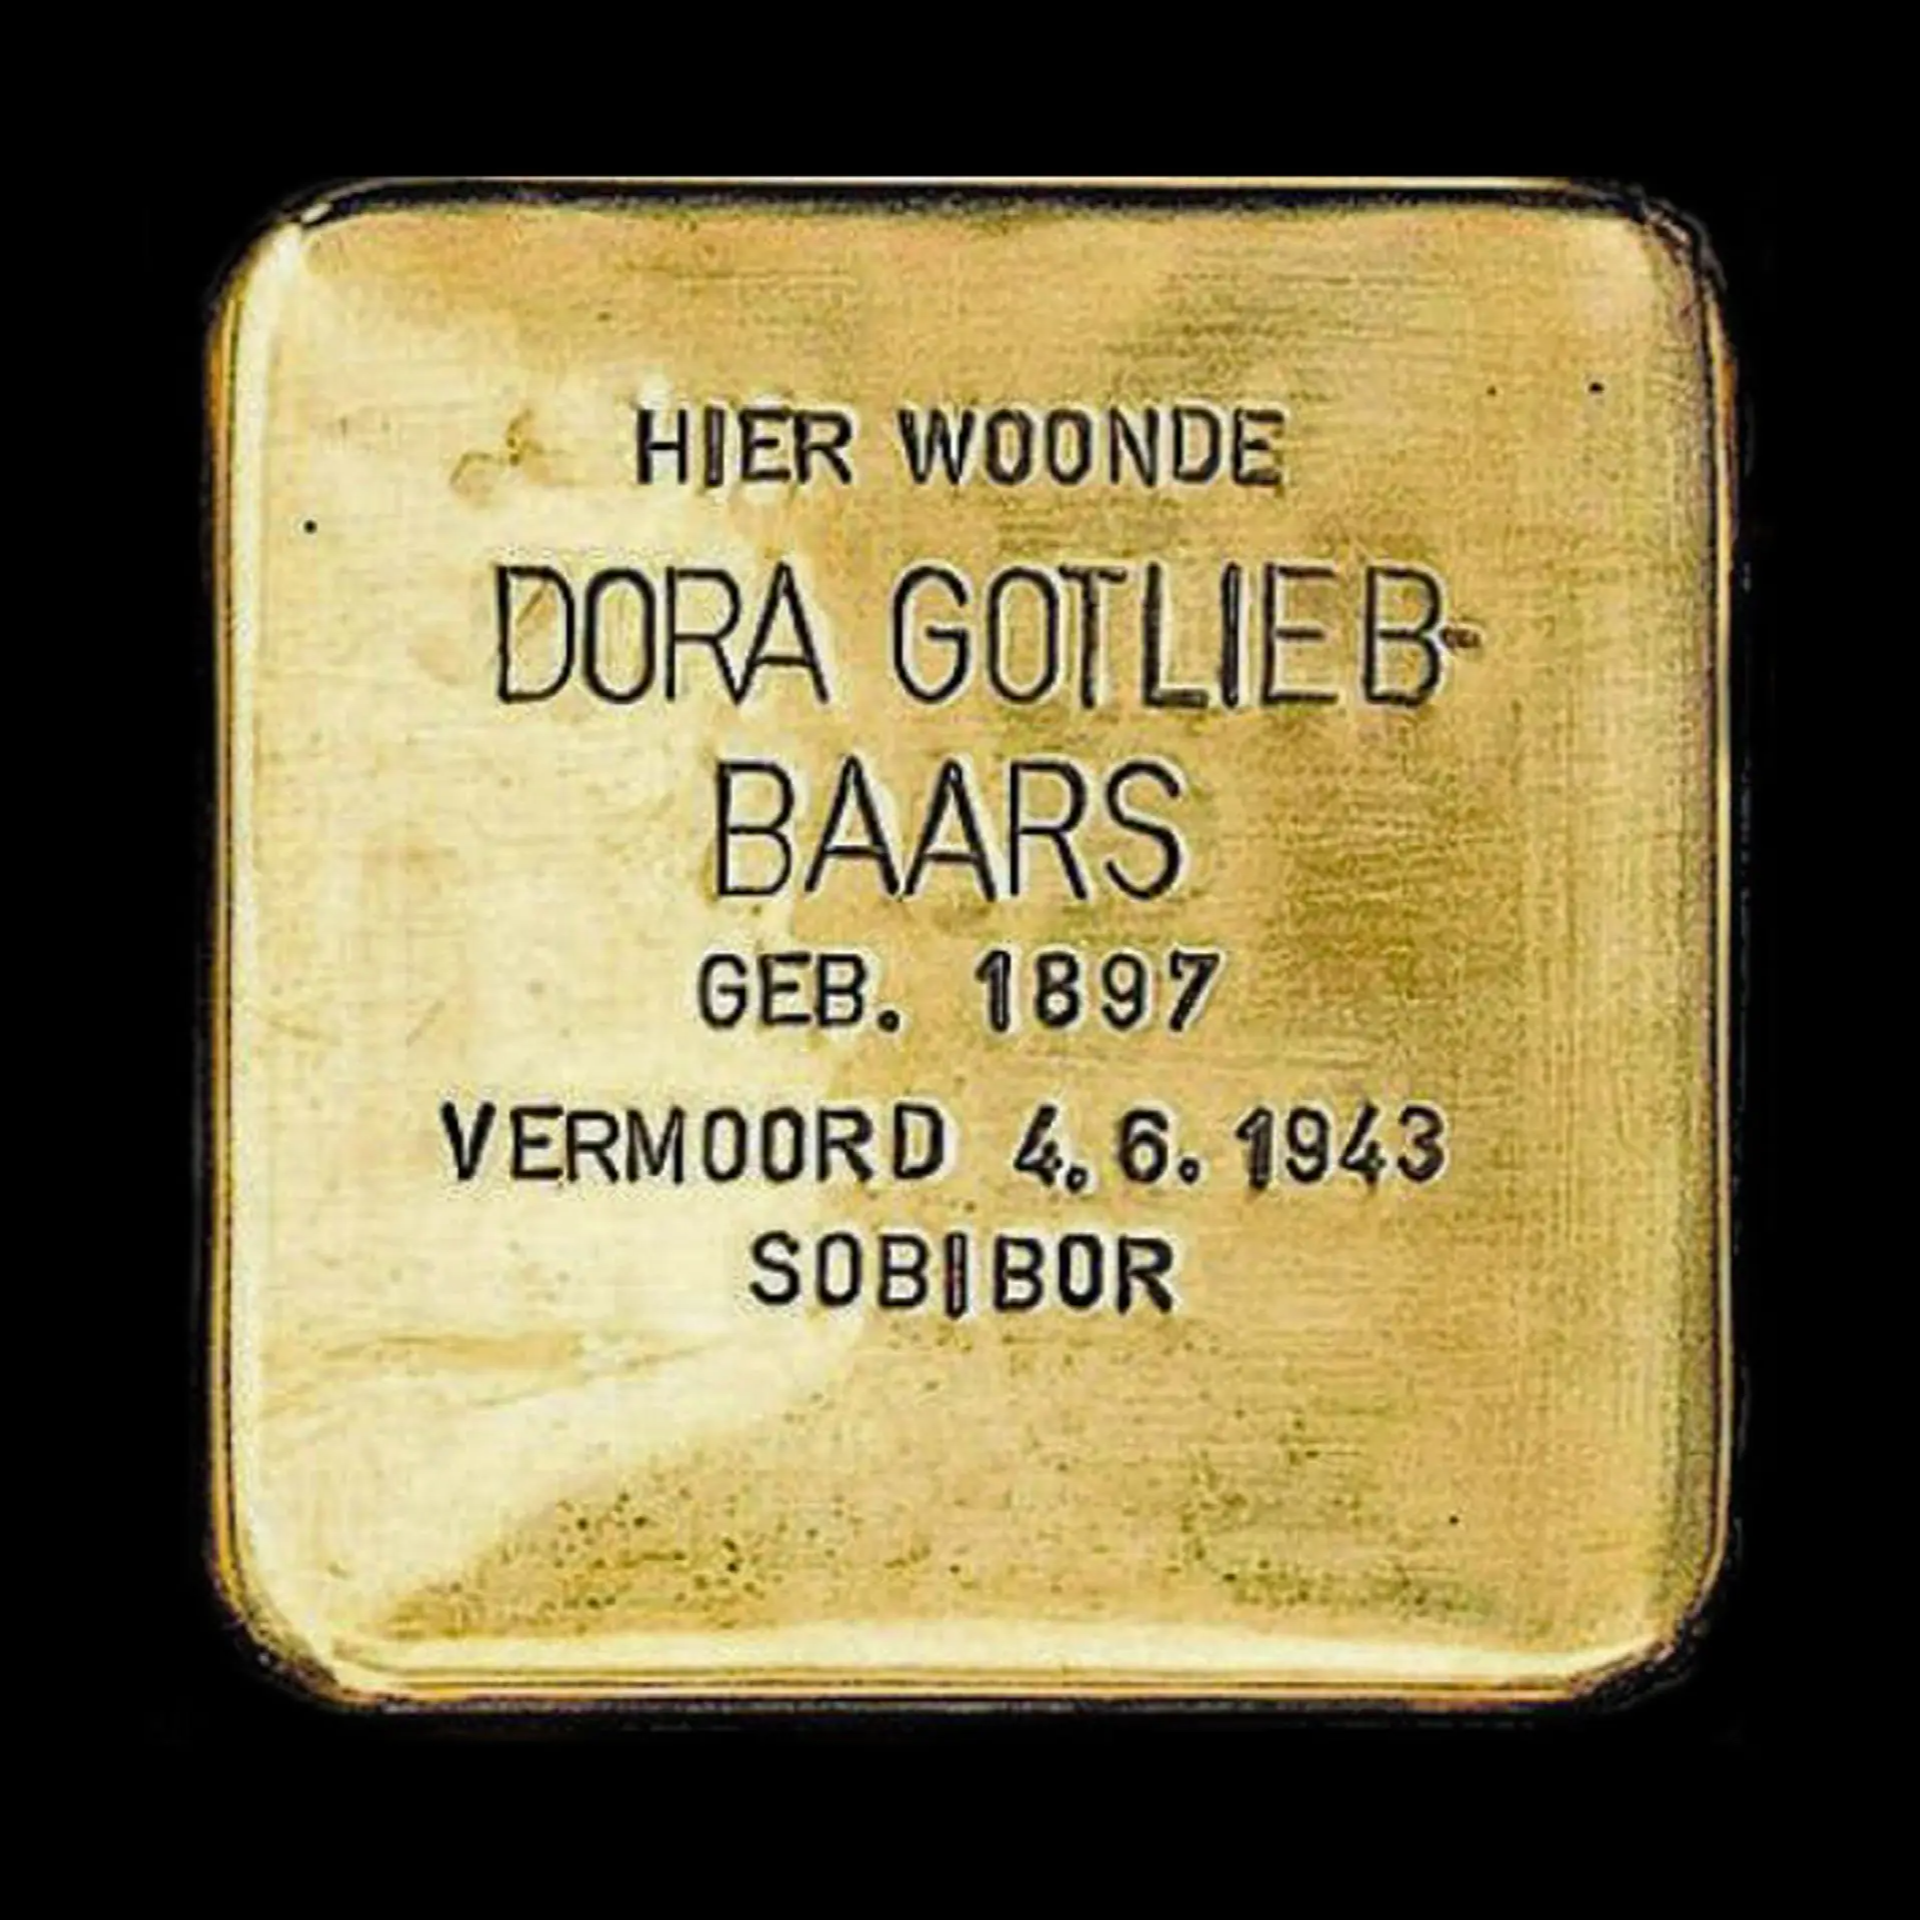 HIER WOONDE
DORA GOTLIEB-
BAARS
GEB. 1897
VERMOORD 4.6.1943
SOBIBOR